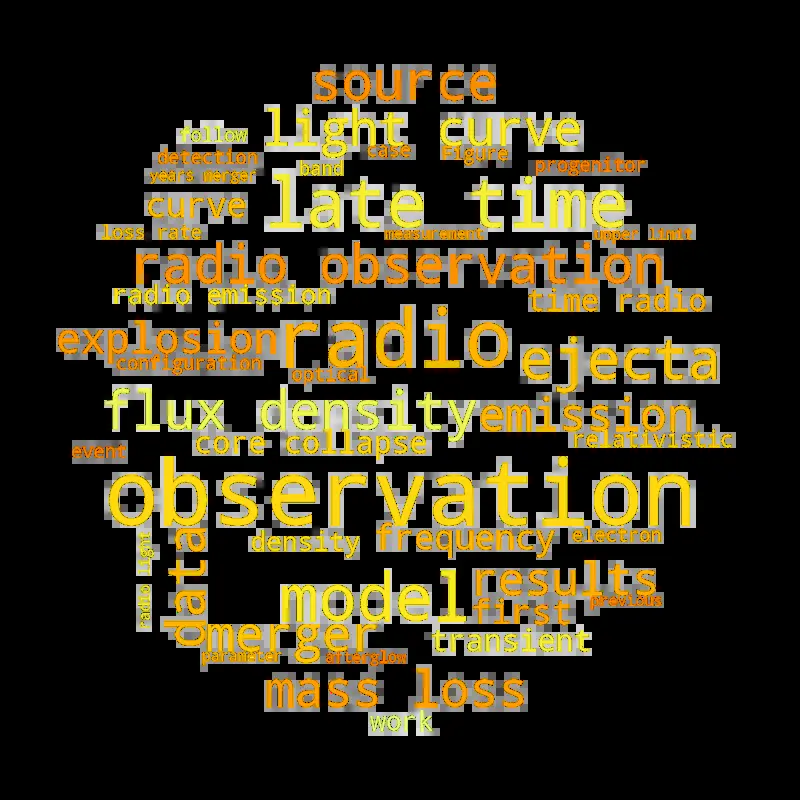 source
light curve
follow
case
Figure
detection
band
progenitor
years merger
late time
curve
loss rate
measurement
upper limit
radio observation
radio emission
time radio
explosion
radio
ejecta
configuration
optical
flux density
emission
core collapse
relativistic
event
observation
data
radio light
density
frequency
electron
model
results
first
previous
merger
transient
parameter
afterglow
mass loss
work